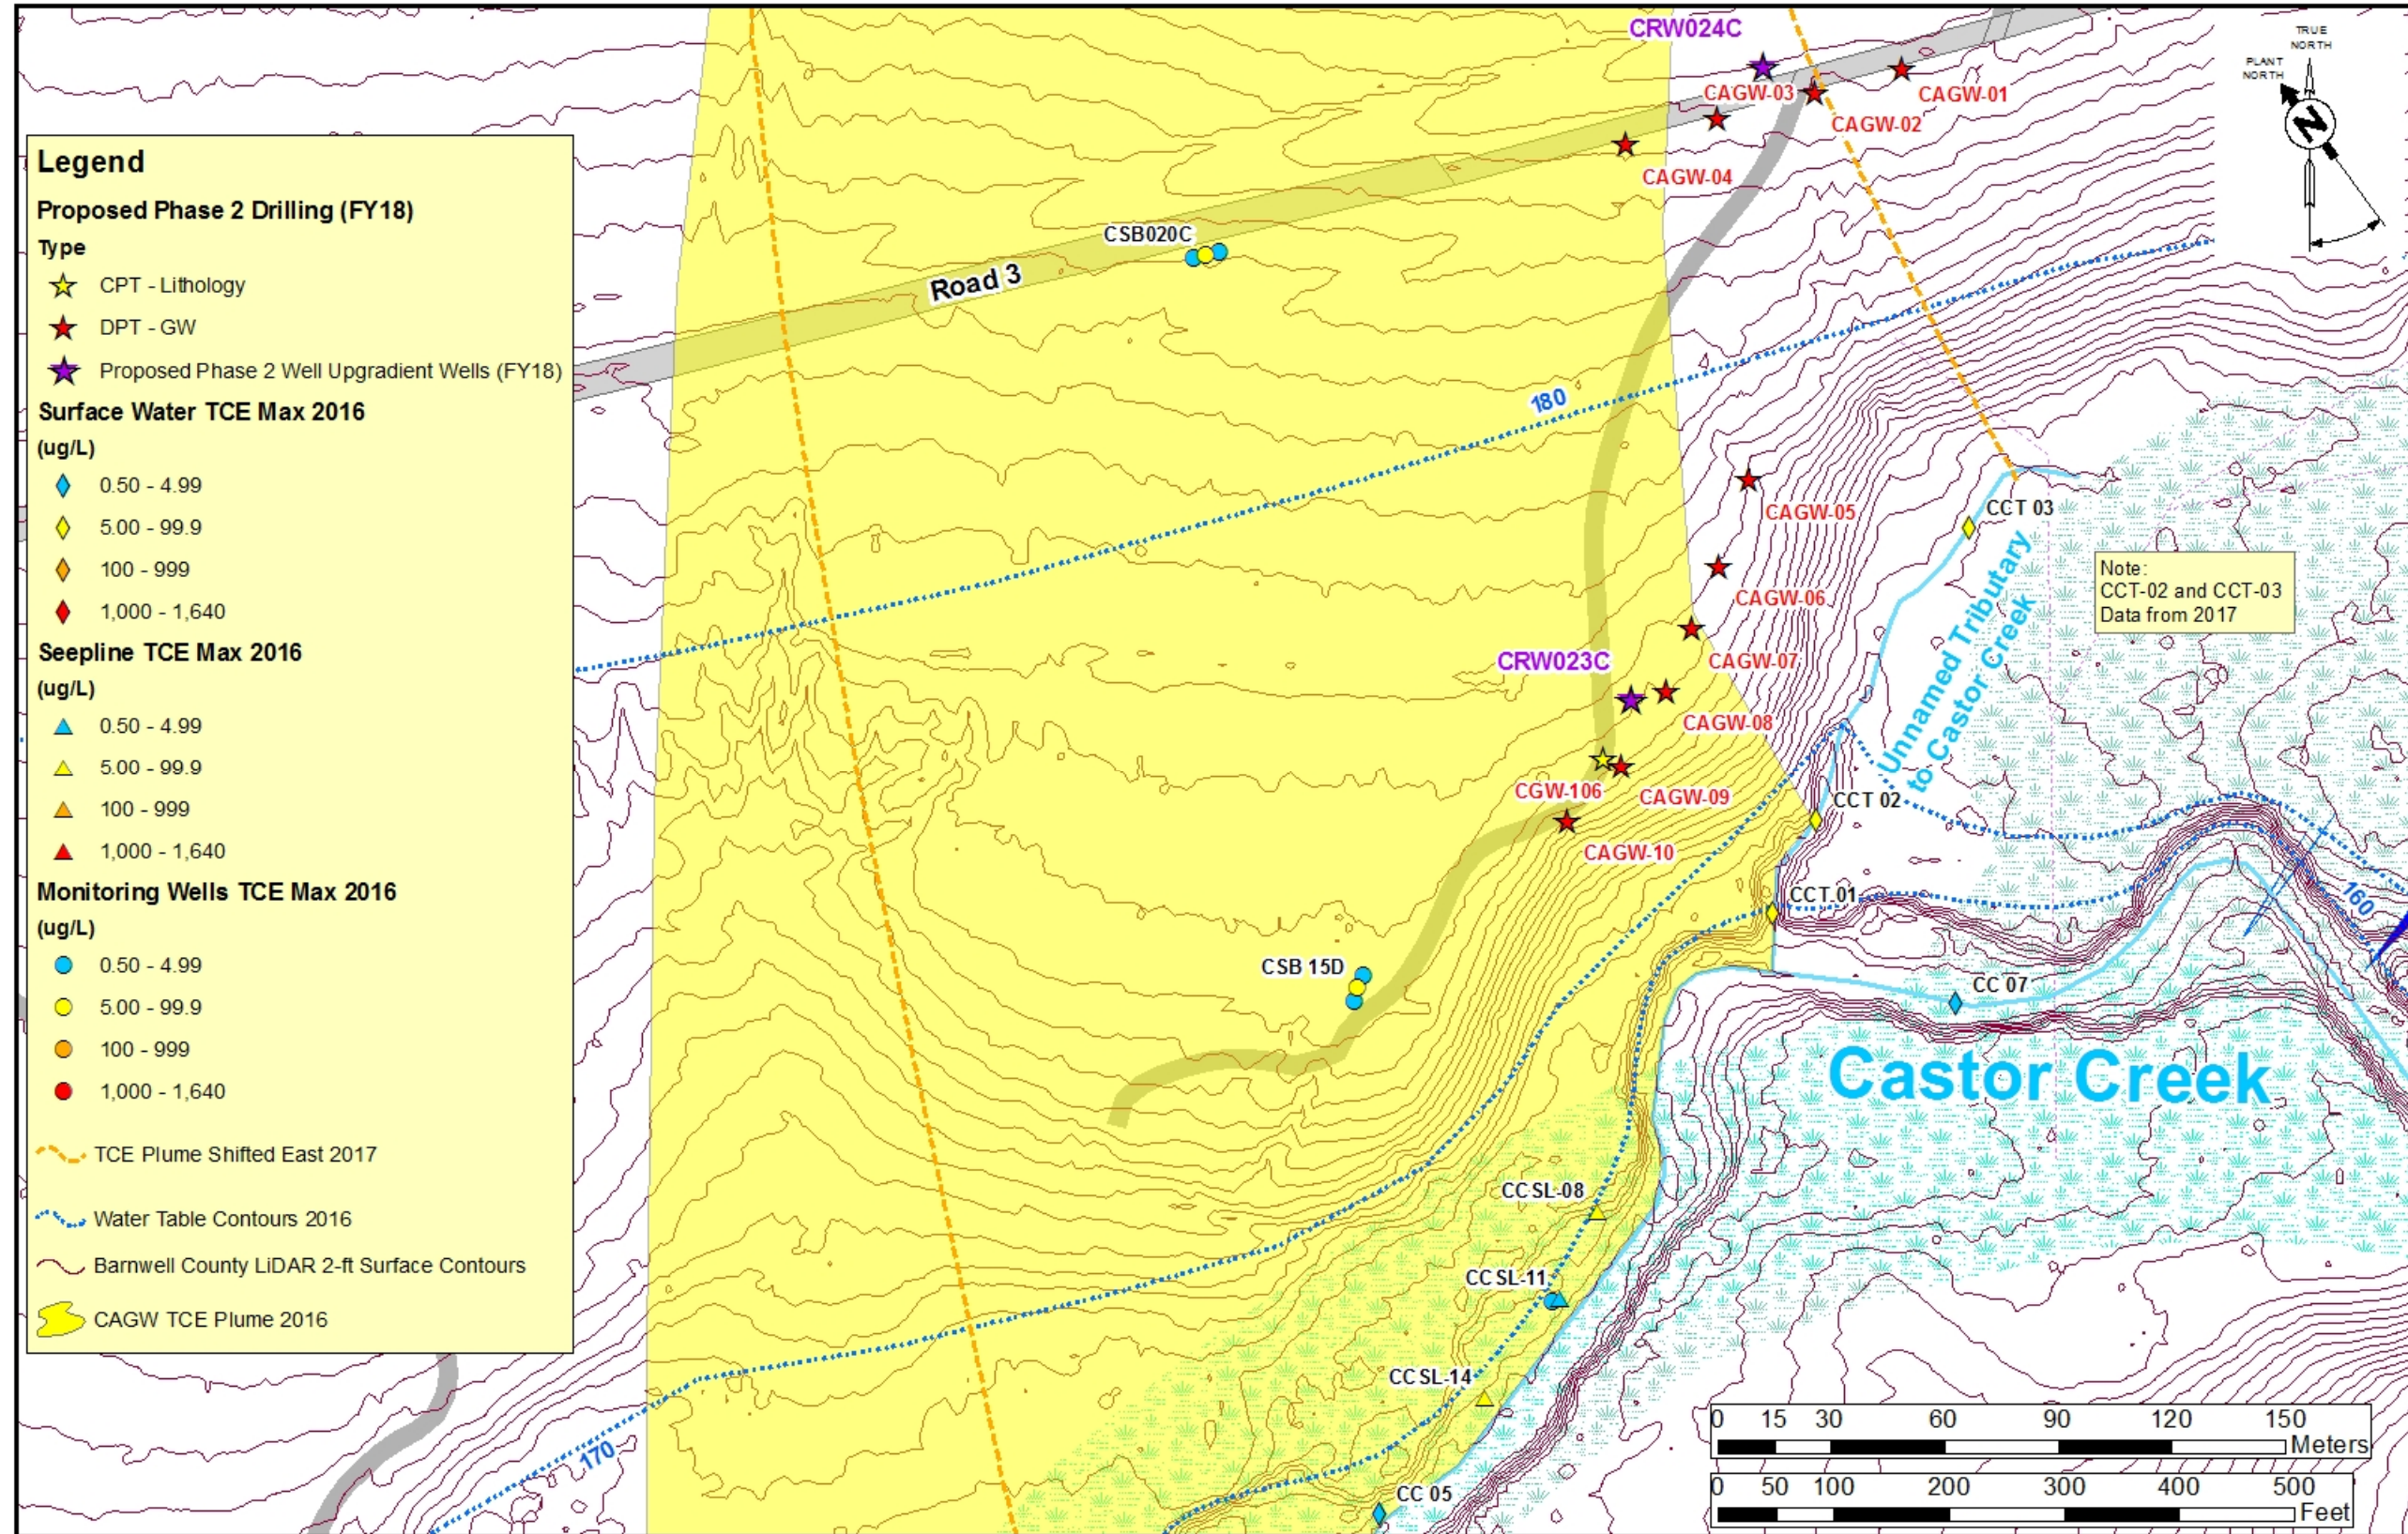 CRW024C
TRUE
NORTH
PLANT
NORTH
N
CAGW-03
CAGW-01
CAGW-02
CAGW-04
CSB020C
Road 3
180
Legend
Proposed Phase 2 Drilling (FY18)
Type
CPT - Lithology
DPT - GW
Proposed Phase 2 Well Upgradient Wells (FY18)
Surface Water TCE Max 2016
(ug/L)
0.50 - 4.99
5.00 - 99.9
100 - 999
1,000 - 1,640
Seepline TCE Max 2016
(ug/L)
0.50 - 4.99
5.00 - 99.9
100 - 999
1,000 - 1,640
Monitoring Wells TCE Max 2016
(ug/L)
0.50 - 4.99
5.00 - 99.9
100 - 999
1,000 - 1,640
TCE Plume Shifted East 2017
Water Table Contours 2016
Barnwell County LiDAR 2-ft Surface Contours
CAGW TCE Plume 2016
CAGW-05
CCT 03
CAGW-06
Note:
CCT-02 and CCT-03
Data from 2017
Unnamed Tributary
to Castor Creek
CRW023C
CAGW-07
CAGW-08
CGW-106
CAGW-09
CCT 02
CAGW-10
CCT 01
160
CSB 15D
CC 07
Castor Creek
CCSL-08
CCSL-11
CCSL-14
170
CC 05
0 15 30 60 90 120 150
Meters
0 50 100 200 300 400 500
Feet